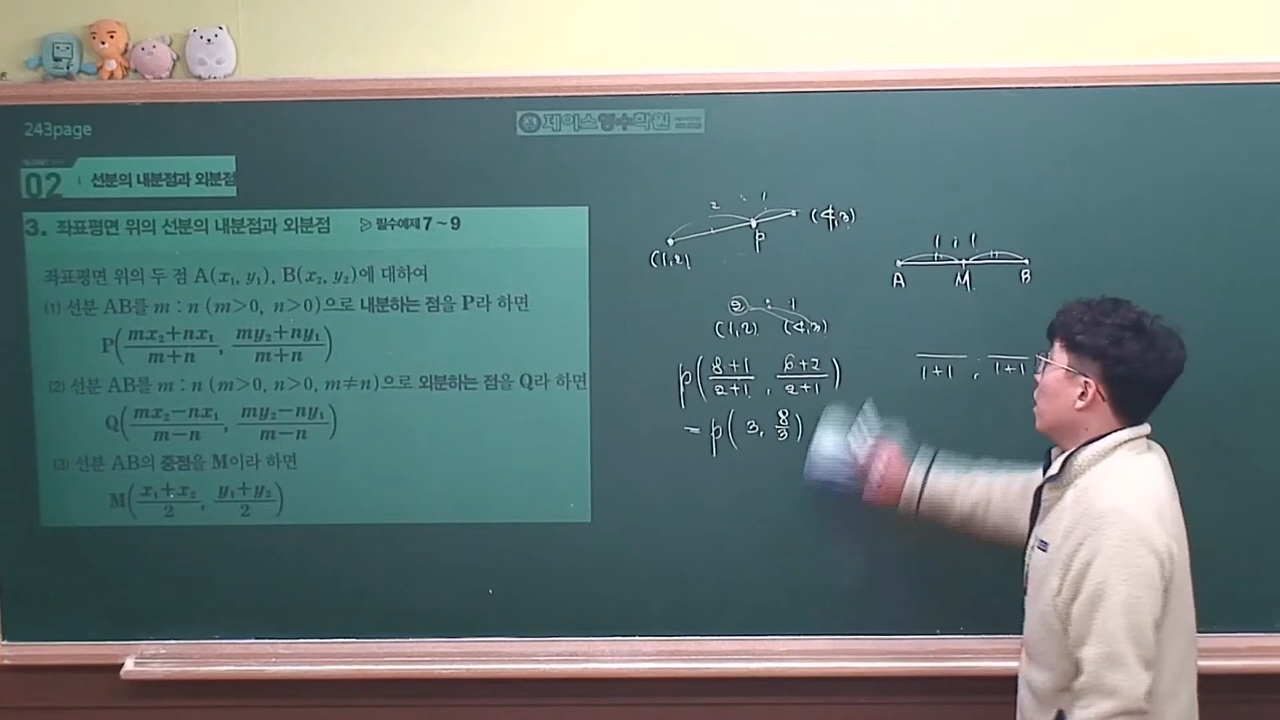 243page
제이스영수학원
02 선분의 내분점과 외분점
3. 좌표평면 위의 선분의 내분점과 외분점 ▷ 필수예제 7~9
좌표평면 위의 두 점 A(x₁, y₁), B(x₂, y₂)에 대하여
(1) 선분 AB를 m : n (m>0, n>0)으로 내분하는 점을 P라 하면
P((mx₂+nx₁)/(m+n), (my₂+ny₁)/(m+n))
(2) 선분 AB를 m : n (m>0, n>0, m≠n)으로 외분하는 점을 Q라 하면
Q((mx₂-nx₁)/(m-n), (my₂-ny₁)/(m-n))
(3) 선분 AB의 중점을 M이라 하면
M((x₁+x₂)/2, (y₁+y₂)/2)
2 : 1
(1,2) P (4,3)
2 : 1
(1,2) (4,3)
P((8+1)/(2+1), (6+2)/(2+1))
= P(3, 8/3)
1 : 1
A M B
1+1 , 1+1